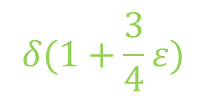 δ(1 + 3/4 ε)